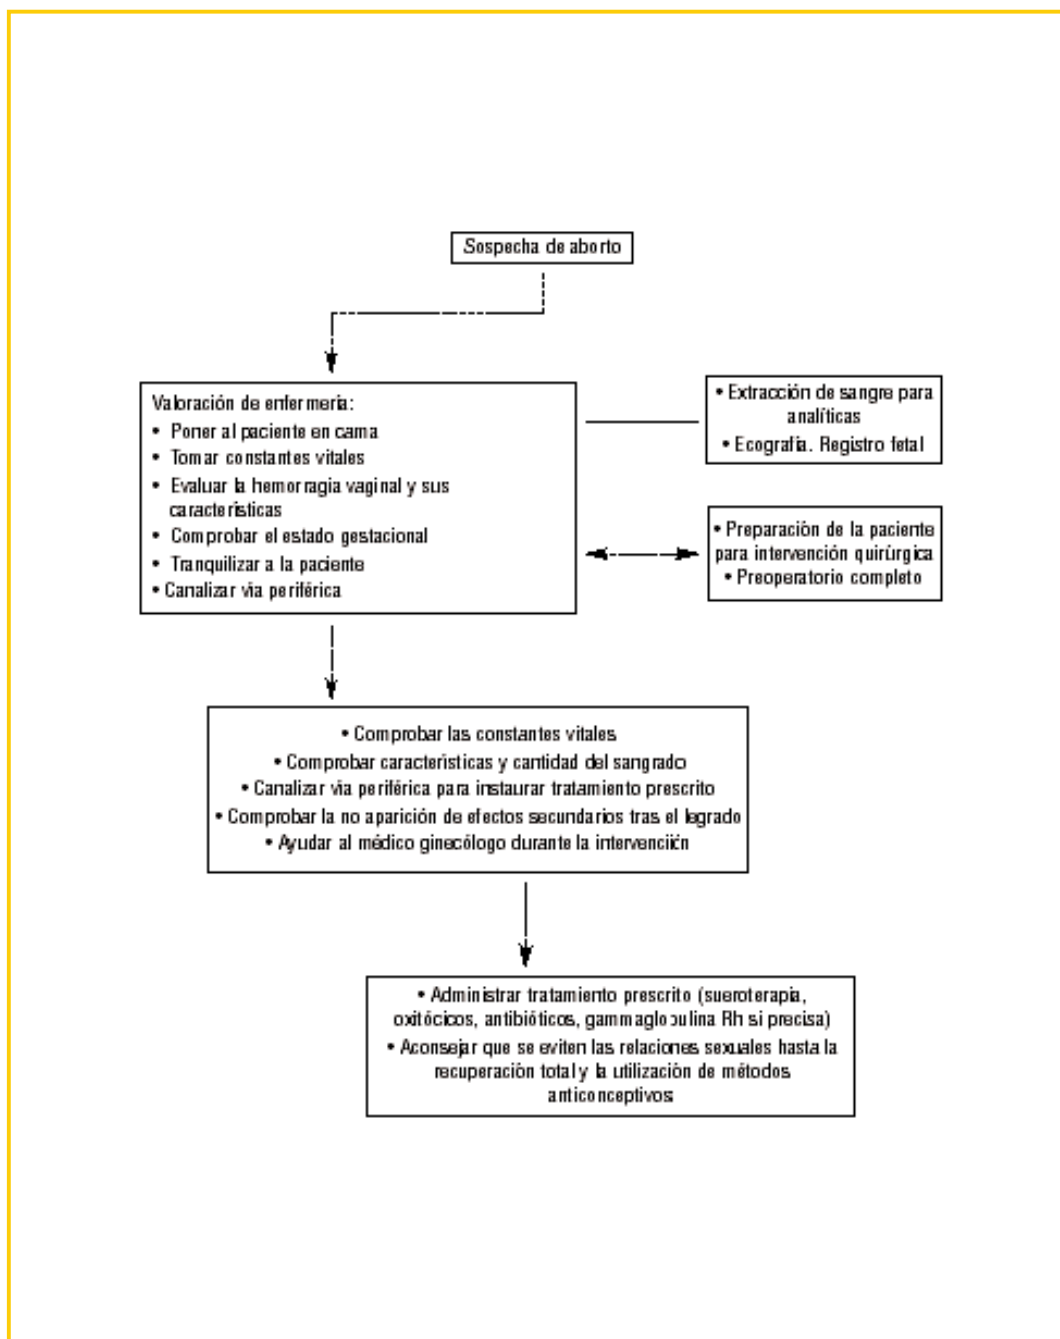 Sospecha de aborto
Valoración de enfermería:
• Poner al paciente en cama
• Tomar constantes vitales
• Evaluar la hemorragia vaginal y sus
características
• Comprobar el estado gestacional
• Tranquilizar a la paciente
• Canalizar vía periférica
• Extracción de sangre para
analíticas
• Ecografía. Registro fetal
• Preparación de la paciente
para intervención quirúrgica
• Preoperatorio completo
• Comprobar las constantes vitales
• Comprobar características y cantidad del sangrado
• Canalizar vía periférica para instaurar tratamiento prescrito
• Comprobar la no aparición de efectos secundarios tras el legrado
• Ayudar al médico ginecólogo durante la intervención
• Administrar tratamiento prescrito (sueroterapia,
oxitócicos, antibióticos, gammaglobulina Rh si precisa)
• Aconsejar que se eviten las relaciones sexuales hasta la
recuperación total y la utilización de métodos
anticonceptivos